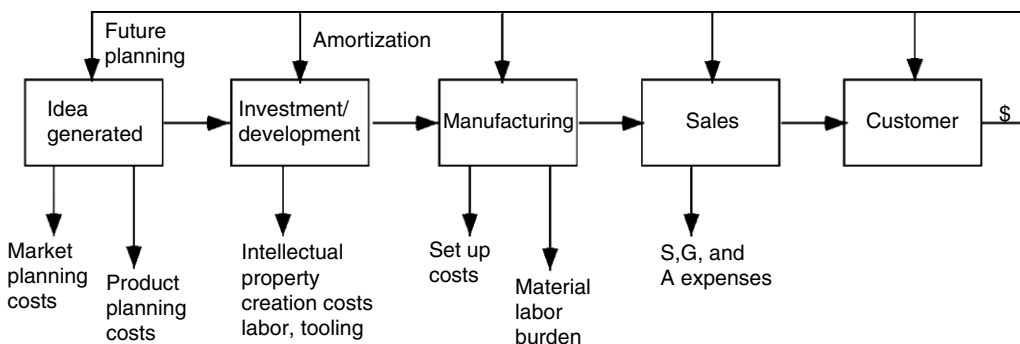 Future
planning
Amortization
Idea
generated
Investment/
development
Manufacturing
Sales
Customer
$
Market
planning
costs
Product
planning
costs
Intellectual
property
creation costs
labor, tooling
Set up
costs
Material
labor
burden
S,G, and
A expenses